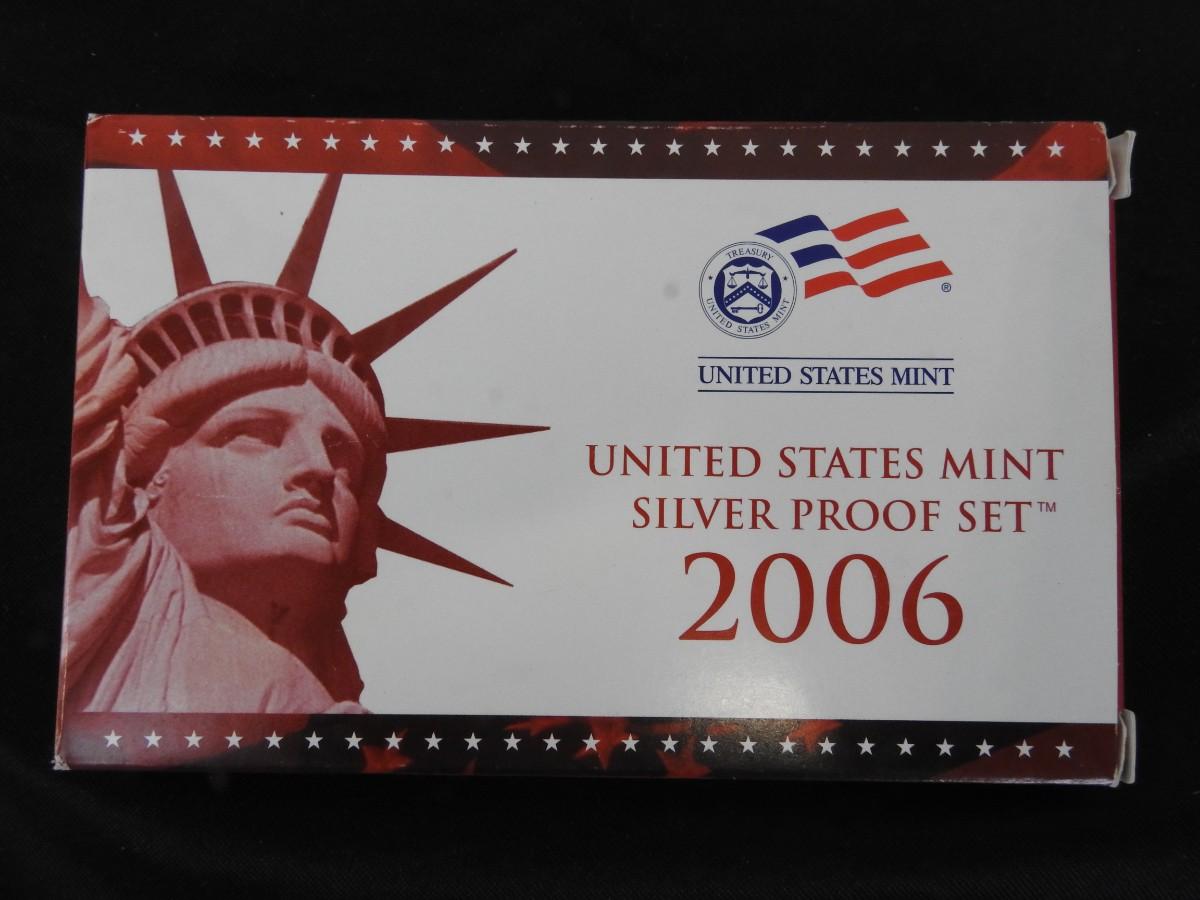 TREASURY
UNITED STATES MINT
®
UNITED STATES MINT
UNITED STATES MINT
SILVER PROOF SET™
2006